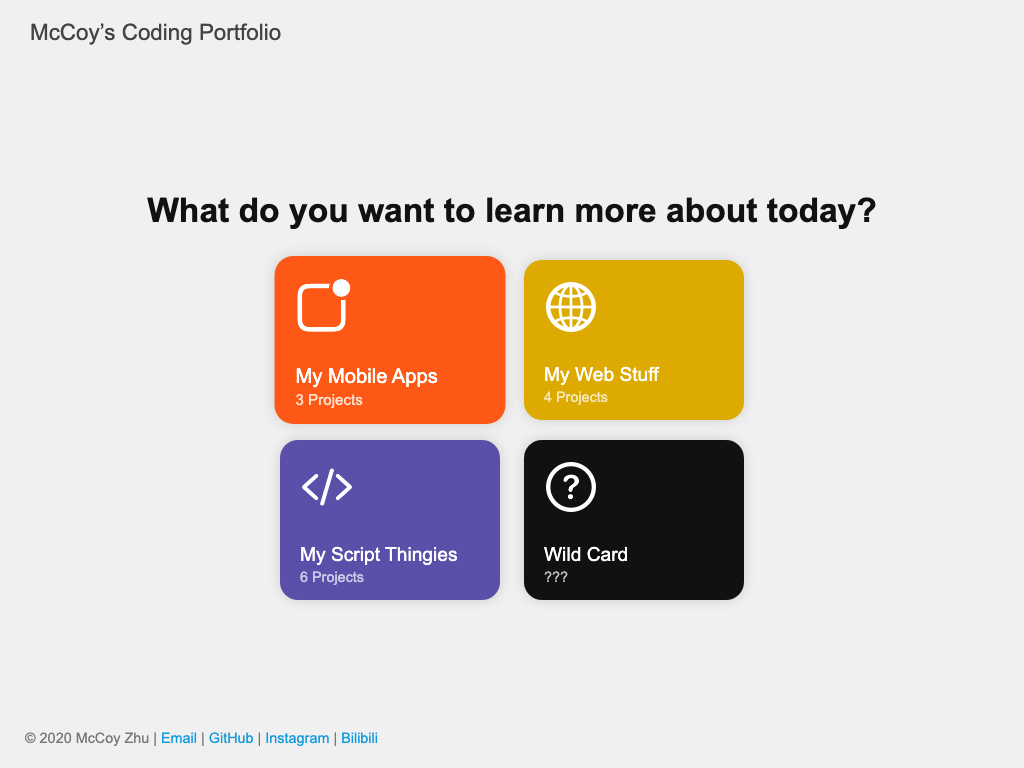 McCoy’s Coding Portfolio
What do you want to learn more about today?
My Mobile Apps
3 Projects
My Web Stuff
4 Projects
My Script Thingies
6 Projects
Wild Card
???
© 2020 McCoy Zhu | Email | GitHub | Instagram | Bilibili